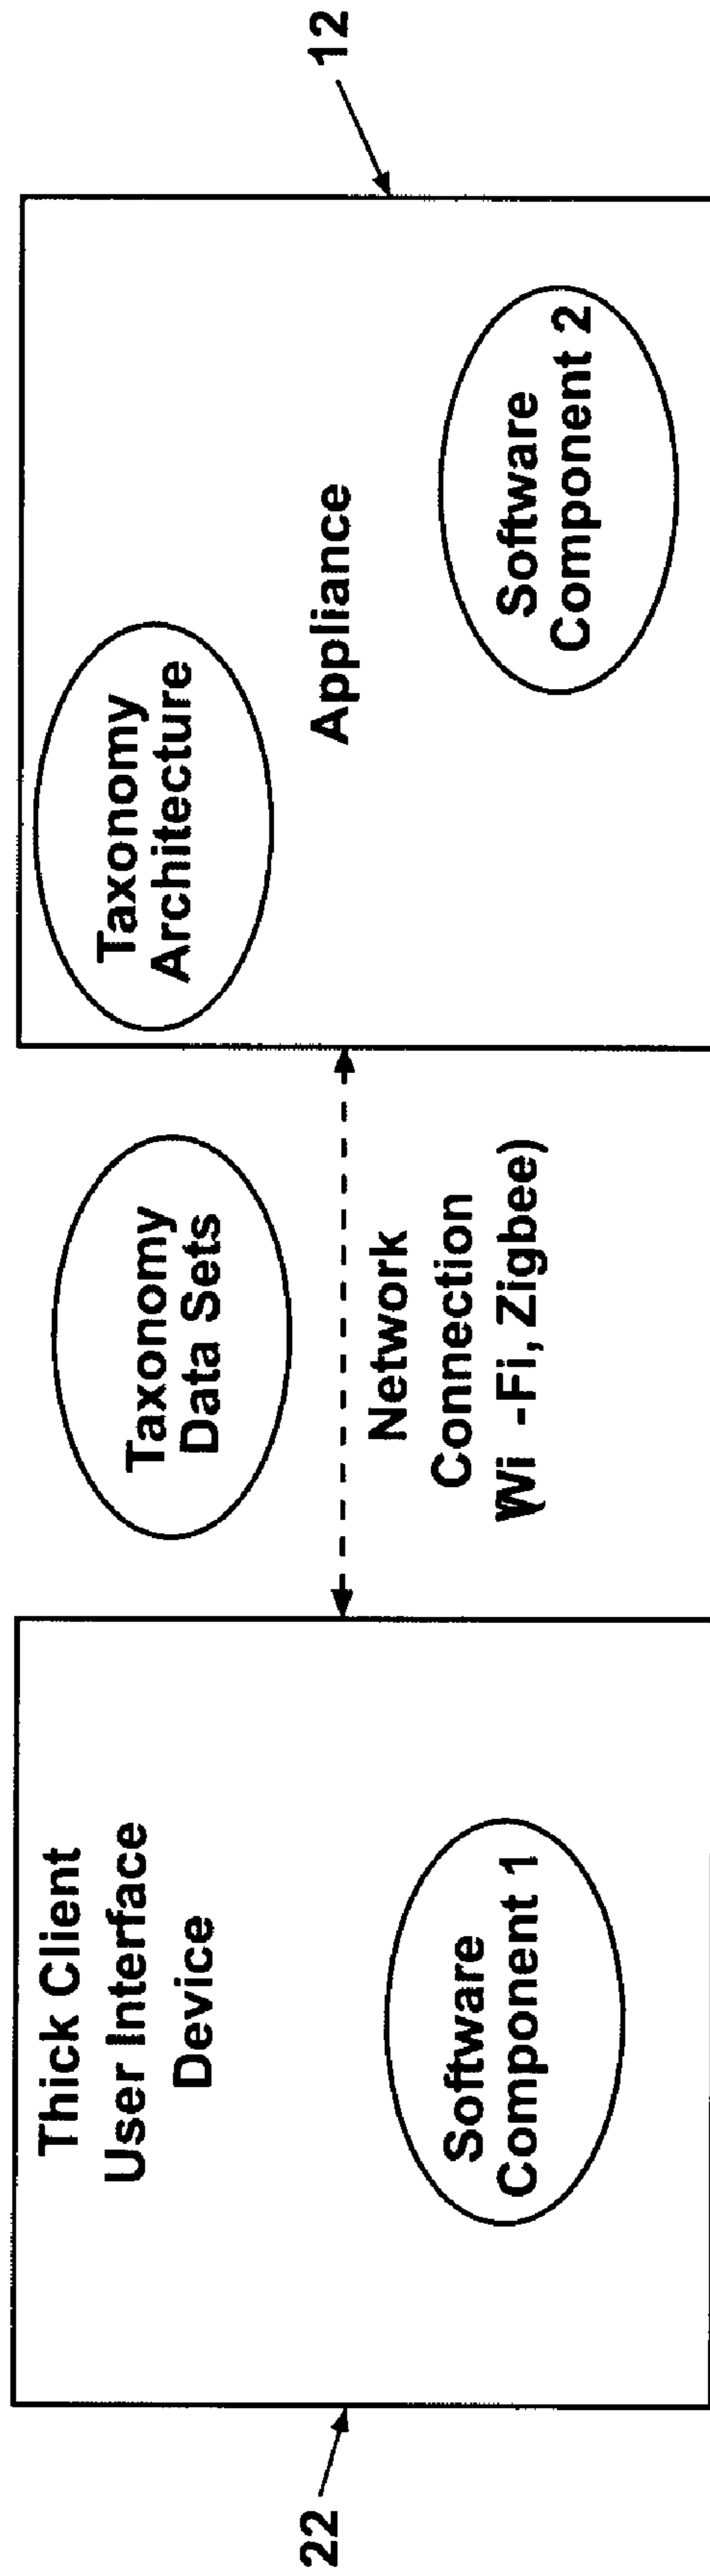 22
Thick Client
User Interface
Device
Software
Component 1
Taxonomy
Data Sets
Network
Connection
Wi -Fi, Zigbee)
Taxonomy
Architecture
Appliance
Software
Component 2
12